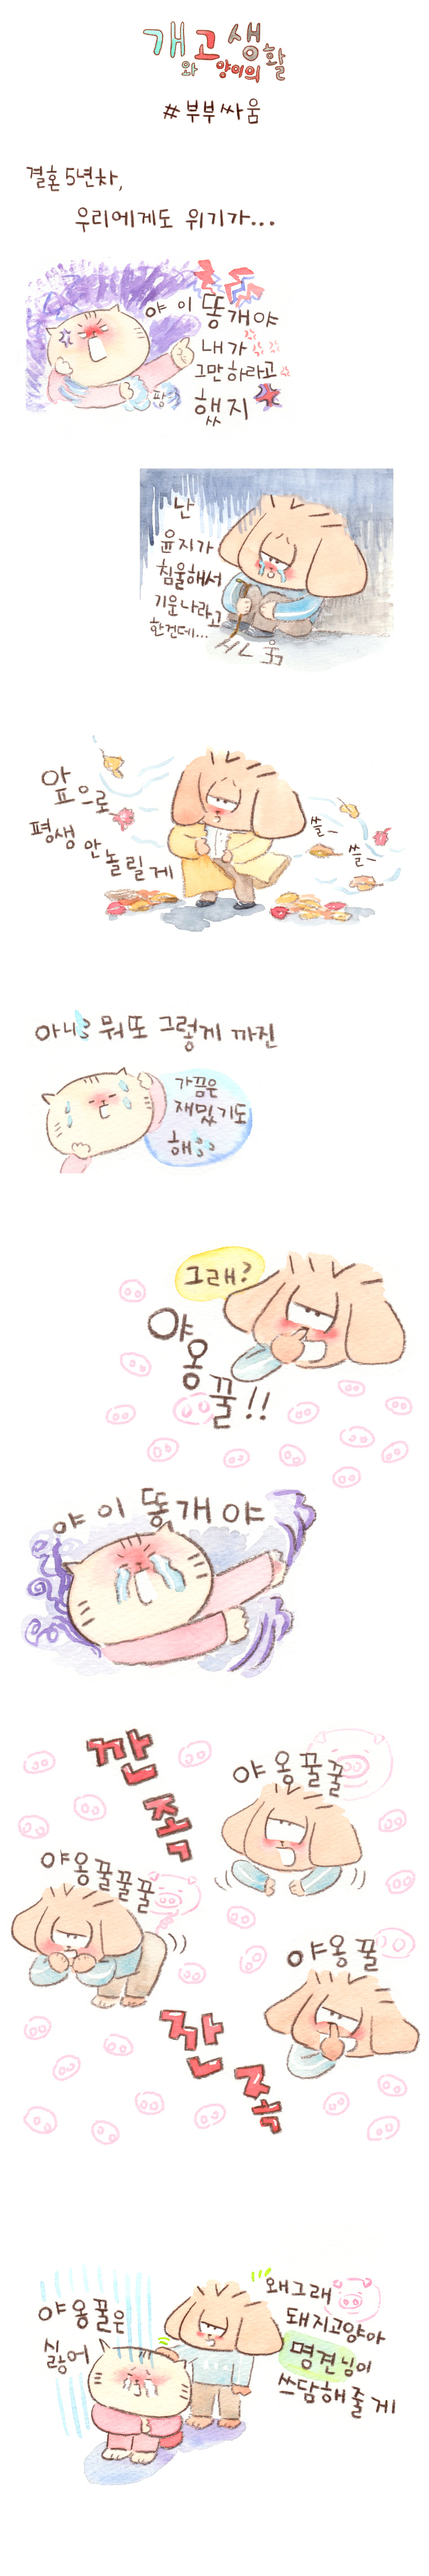 개와 고양이의 생활
#부부싸움
결혼 5년차,
우리에게도 위기가...
야 이 똥개야
내가
그만하라고
했지
팡
난
윤지가
침울해서
기운나라고
한건데...
앞으로
평생 안 놀릴게
쓸~
쓸~
아니 뭐또 그렇게 까진
가끔은
재밌기도
해
그래?
야
옹
꿀!!
야 이 똥개야
깐
족
야옹꿀꿀
야옹꿀꿀꿀
야옹꿀
깐
족
야옹꿀은
싫어
왜그래
돼지고양아
명견님이
쓰담해줄게